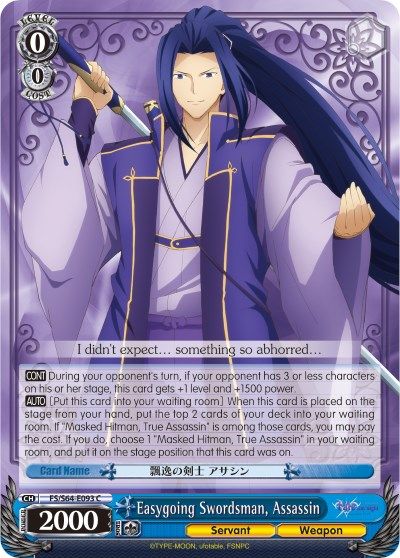 LEVEL
0
0
COST
I didn't expect… something so abhorred…
CONT During your opponent's turn, if your opponent has 3 or less characters
on his or her stage, this card gets +1 level and +1500 power.
AUTO [Put this card into your waiting room] When this card is placed on the
stage from your hand, put the top 2 cards of your deck into your waiting
room. If "Masked Hitman, True Assassin" is among those cards, you may pay
the cost. If you do, choose 1 "Masked Hitman, True Assassin" in your waiting
room, and put it on the stage position that this card was on.
Card Name 飄逸の剣士 アサシン
CH FS/S64-E093 C
2000 Easygoing Swordsman, Assassin
Servant Weapon
©TYPE-MOON, ufotable, FSNPC